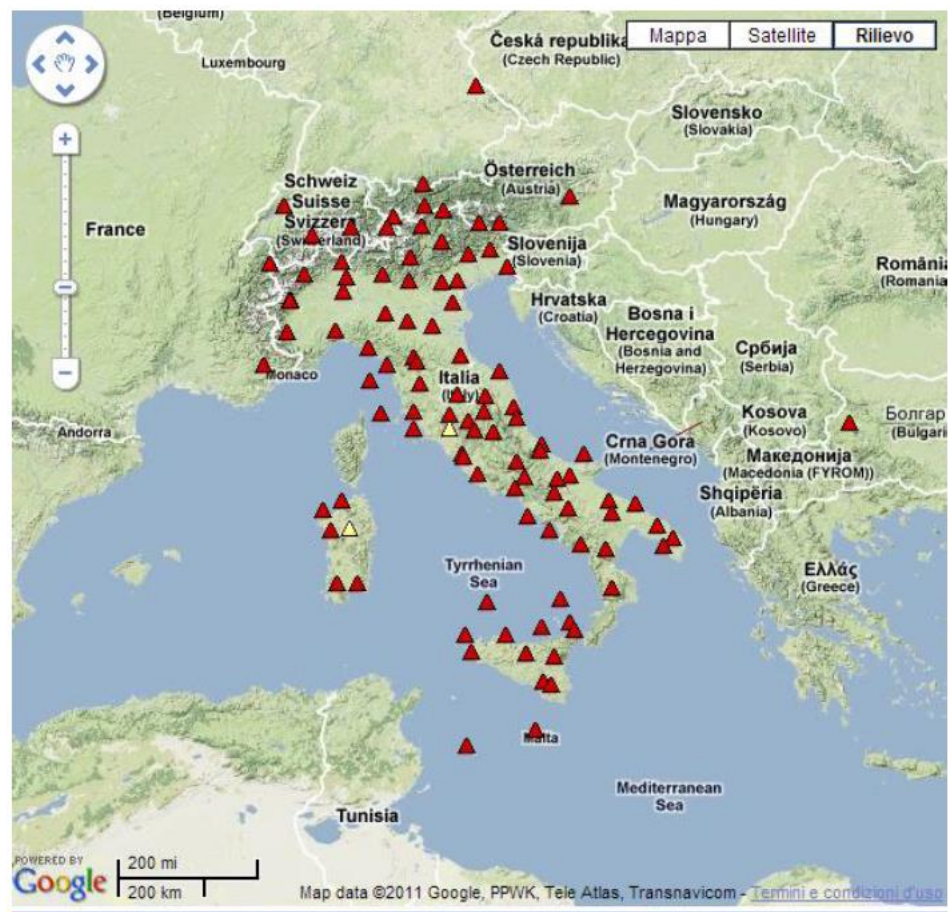 (Belgium)
Luxembourg
Česká republika
(Czech Republic)
Mappa
Satellite
Rilievo
Slovensko
(Slovakia)
Österreich
(Austria)
Schweiz
Suisse
Svizzera
(Switzerland)
Magyarország
(Hungary)
France
Slovenija
(Slovenia)
România
(Romania
Hrvatska
(Croatia)
Bosna i
Hercegovina
(Bosnia and
Herzegovina)
Србија
(Serbia)
Monaco
Italia
(Italy)
Andorra
Kosova
(Kosovo)
Болгар
(Bulgari
Crna Gora
(Montenegro)
Македонија
(Macedonia (FYROM))
Shqipëria
(Albania)
Tyrrhenian
Sea
Ελλάς
(Greece)
Malta
Mediterranean
Sea
Tunisia
POWERED BY
Google
200 mi
200 km
Map data ©2011 Google, PPWK, Tele Atlas, Transnavicom - Termini e condizioni d'uso